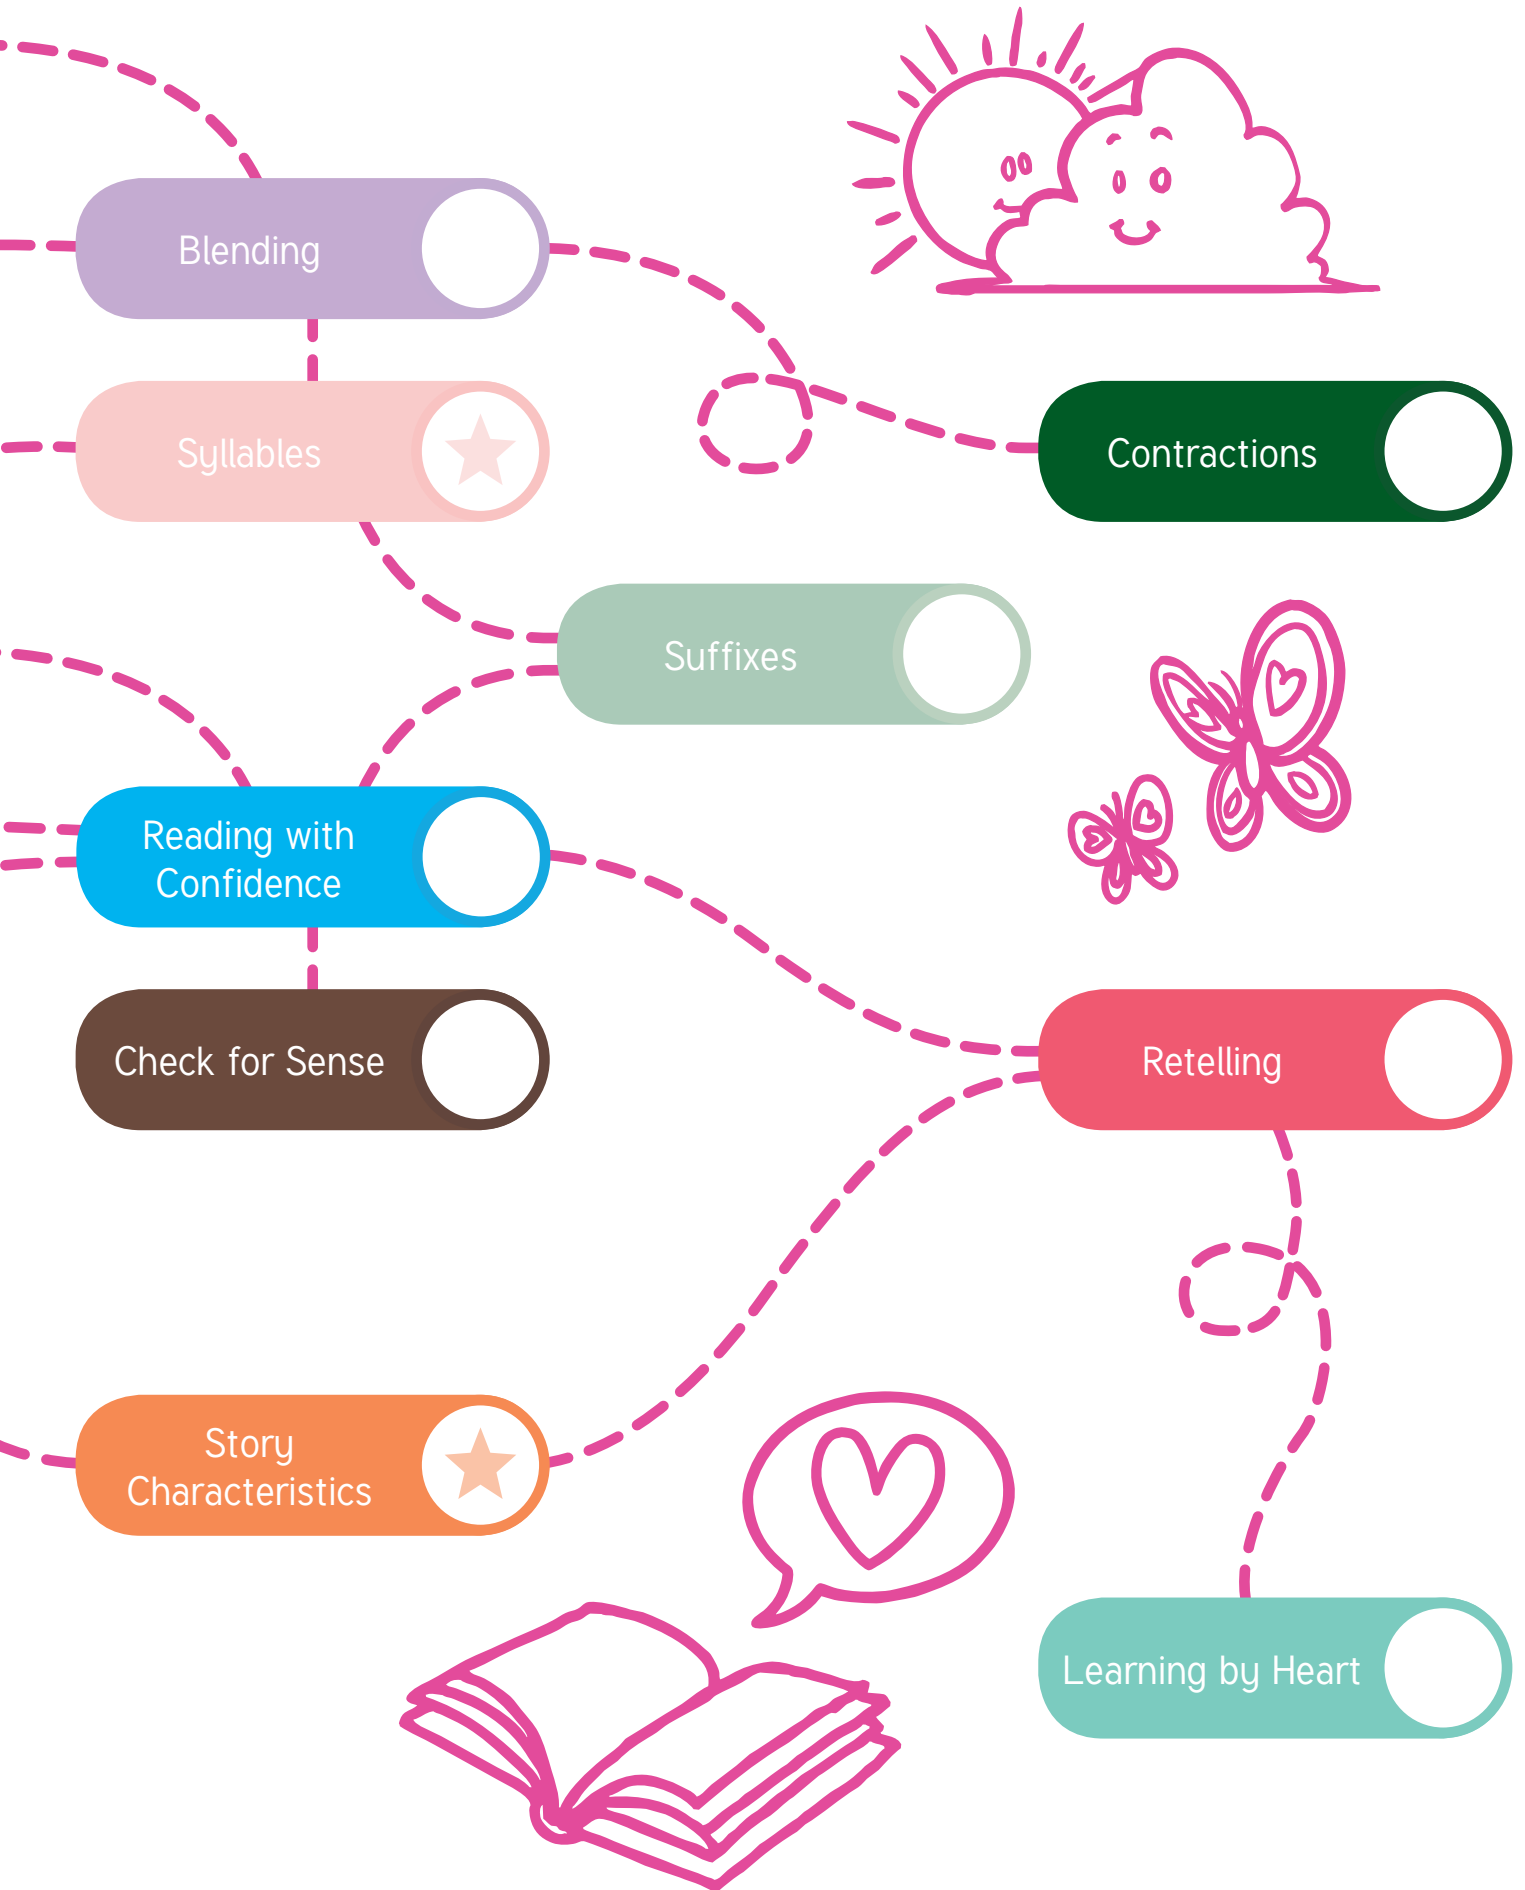 Blending
Syllables
Contractions
Suffixes
Reading with
Confidence
Check for Sense
Retelling
Story
Characteristics
Learning by Heart